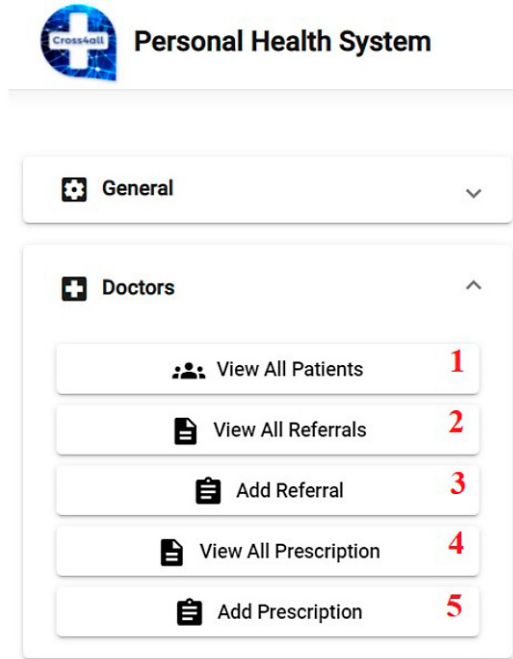 Cross4all
Personal Health System
General
Doctors
View All Patients 1
View All Referrals 2
Add Referral 3
View All Prescription 4
Add Prescription 5